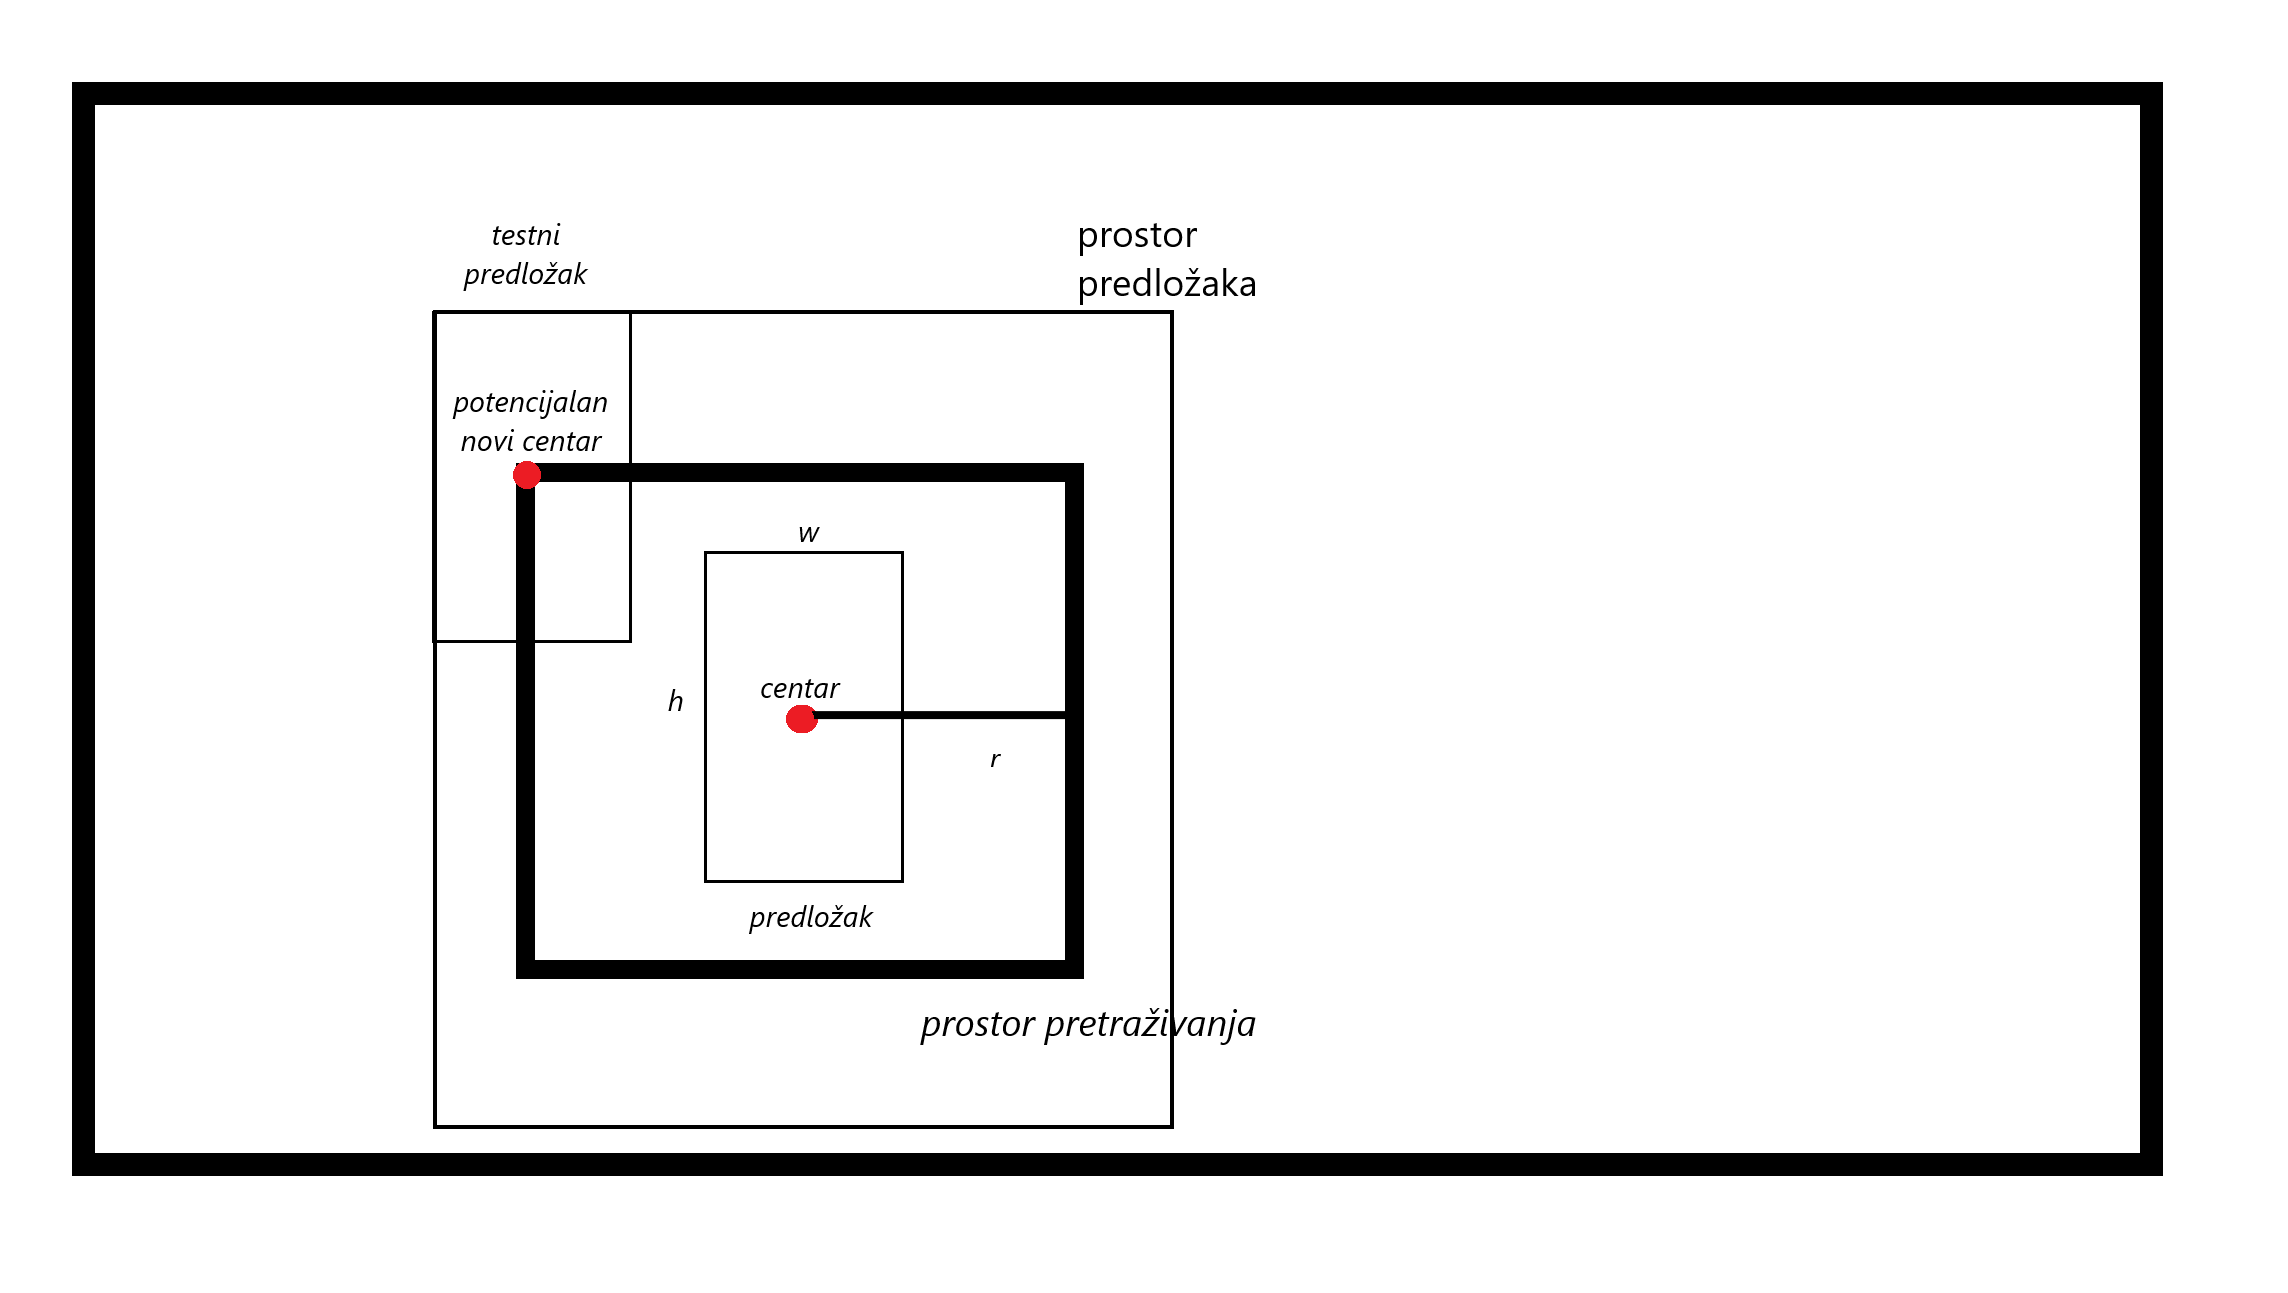 testni
predložak
prostor
predložaka
potencijalan
novi centar
w
centar
h
r
predložak
prostor pretraživanja